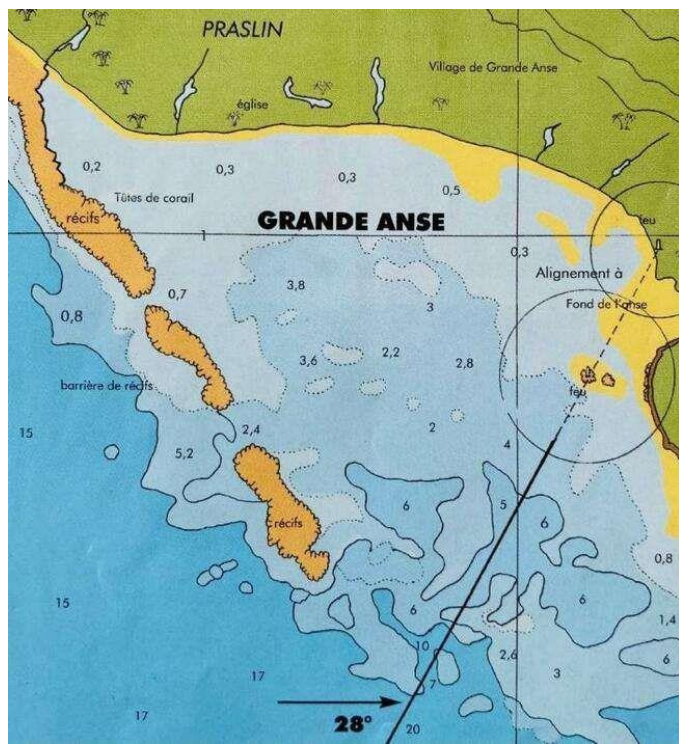 PRASLIN
Village de Grande Anse
église
0,2
0,3
0,3
0,5
Têtes de corail
récifs
feu
GRANDE ANSE
1
0,3
Alignement à
3,8
0,7
3
Fond de l'anse
0,8
3,6
2,2
2,8
feu
barrière de récifs
15
2,4
2
4
5,2
6
5
récifs
6
0,8
15
6
6
1,4
10
2,6
6
17
7
3
28°
17
20